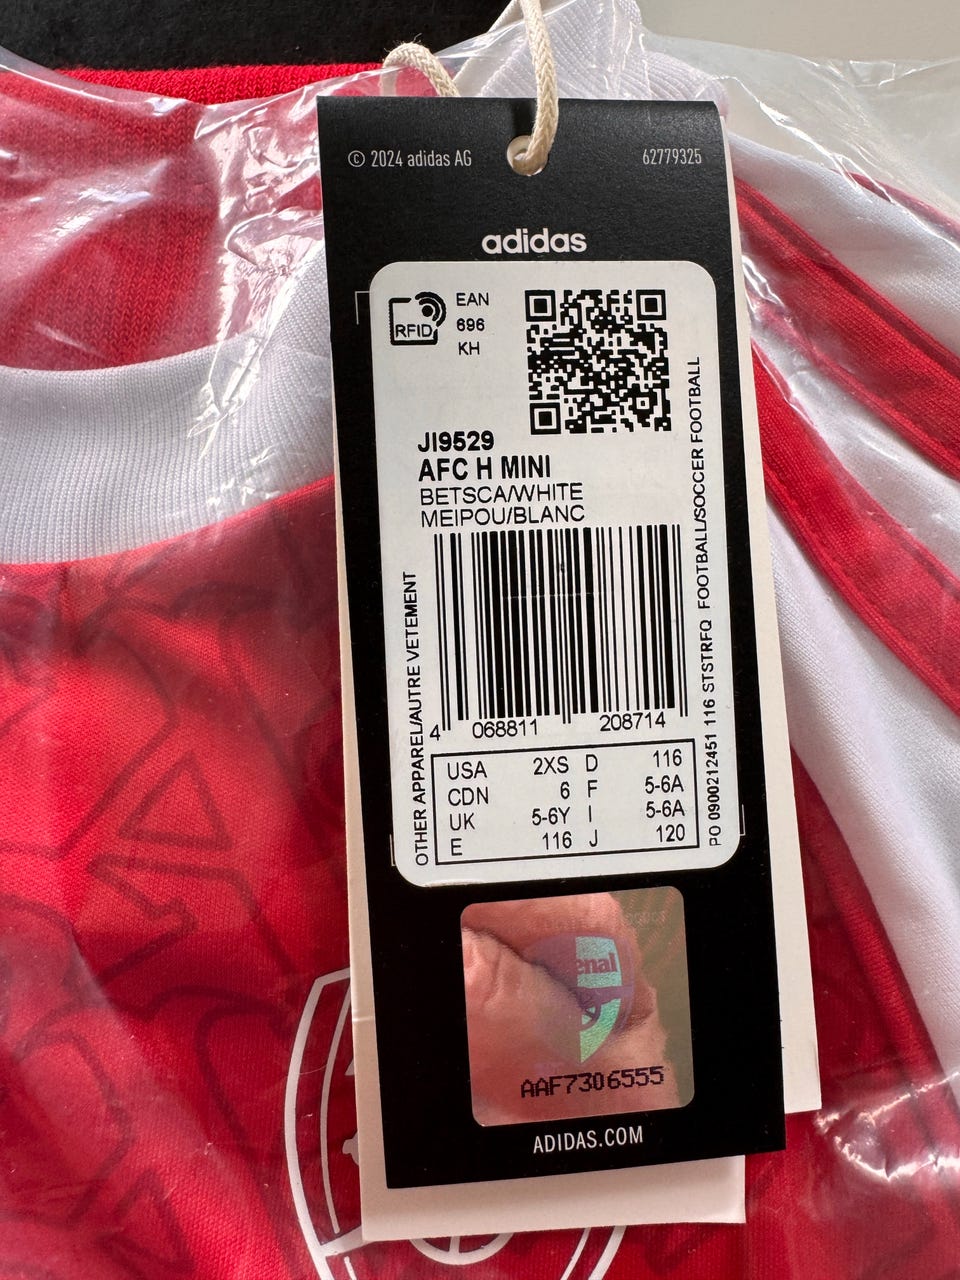 © 2024 adidas AG
62779325
adidas
RFID
EAN
696
KH
JI9529
AFC H MINI
BETSCA/WHITE
MEIPOU/BLANC
OTHER APPAREL/AUTRE VETEMENT
PO 0900212451 116 STSTRFQ FOOTBALL/SOCCER FOOTBALL
4 068811 208714
USA 2XS D 116
CDN 6 F 5-6A
UK 5-6Y I 5-6A
E 116 J 120
enal
AAF7306555
ADIDAS.COM